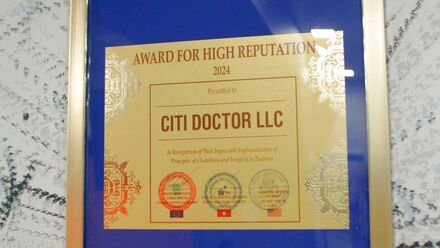 AWARD FOR HIGH REPUTATION
2024
Presented to
CITI DOCTOR LLC
In Recognition of Their Impeccable Implementation of
Principles of Cleanliness and Integrity in Business